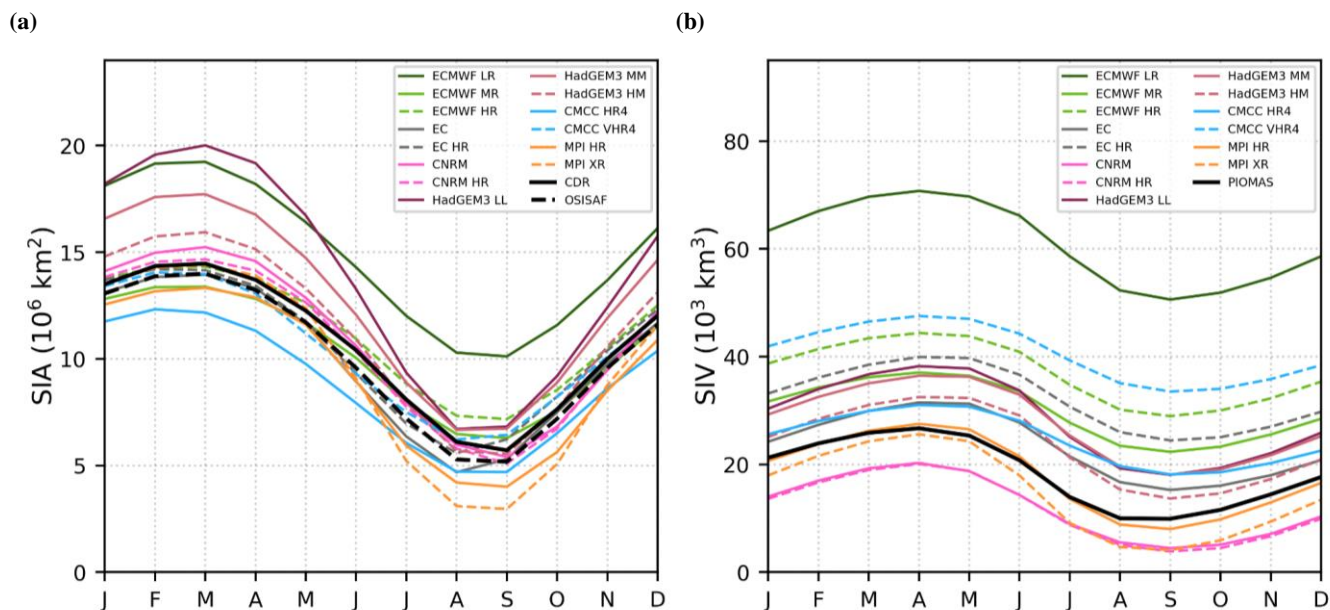 (a)
SIA (10⁶ km²)
20
15
10
5
0
J F M A M J J A S O N D
ECMWF LR
ECMWF MR
ECMWF HR
EC
EC HR
CNRM
CNRM HR
HadGEM3 LL
HadGEM3 MM
HadGEM3 HM
CMCC HR4
CMCC VHR4
MPI HR
MPI XR
CDR
OSISAF
(b)
SIV (10³ km³)
80
60
40
20
0
J F M A M J J A S O N D
ECMWF LR
ECMWF MR
ECMWF HR
EC
EC HR
CNRM
CNRM HR
HadGEM3 LL
HadGEM3 MM
HadGEM3 HM
CMCC HR4
CMCC VHR4
MPI HR
MPI XR
PIOMAS